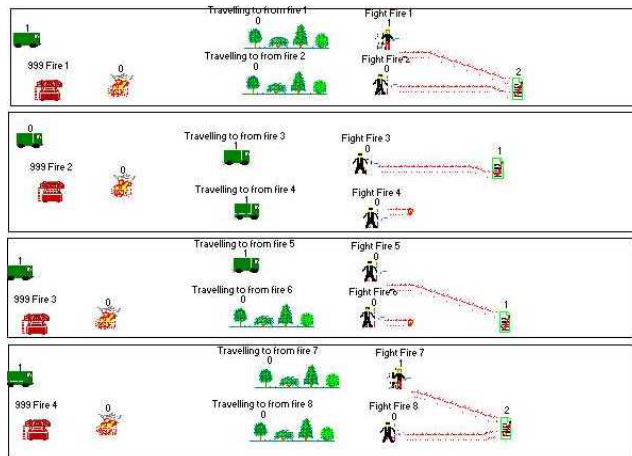 Travelling to from fire 1
0
Fight Fire 1
1
1
999 Fire 1
0
Travelling to from fire 2
0
Fight Fire 2
0
2
0
999 Fire 2
0
Travelling to from fire 3
1
Fight Fire 3
0
1
Travelling to from fire 4
1
Fight Fire 4
0
1
999 Fire 3
0
Travelling to from fire 5
1
Fight Fire 5
0
Travelling to from fire 6
0
Fight Fire 6
0
1
1
999 Fire 4
0
Travelling to from fire 7
0
Fight Fire 7
1
Travelling to from fire 8
0
Fight Fire 8
0
2